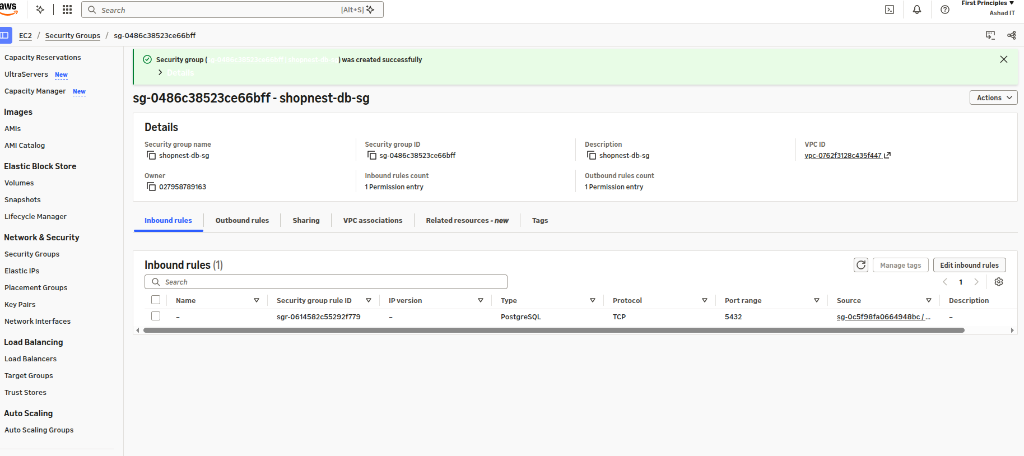 aws
Search
[Alt+S]
First Principles ▼
Ashad IT
EC2 / Security Groups / sg-0486c38523ce66bff
Capacity Reservations
UltraServers New
Capacity Manager New
Images
AMIs
AMI Catalog
Elastic Block Store
Volumes
Snapshots
Lifecycle Manager
Network & Security
Security Groups
Elastic IPs
Placement Groups
Key Pairs
Network Interfaces
Load Balancing
Load Balancers
Target Groups
Trust Stores
Auto Scaling
Auto Scaling Groups
Security group ( ) was created successfully
Details
sg-0486c38523ce66bff - shopnest-db-sg
Actions
Details
Security group name
shopnest-db-sg
Security group ID
sg-0486c38523ce66bff
Description
shopnest-db-sg
VPC ID
vpc-0762f3128c435f447
Owner
027958789163
Inbound rules count
1 Permission entry
Outbound rules count
1 Permission entry
Inbound rules Outbound rules Sharing VPC associations Related resources - new Tags
Inbound rules (1)
Manage tags Edit inbound rules
Search
1
Name Security group rule ID IP version Type Protocol Port range Source Description
– sgr-0614582c55292f779 – PostgreSQL TCP 5432 sg-0c5f98fa0664948bc / ... –